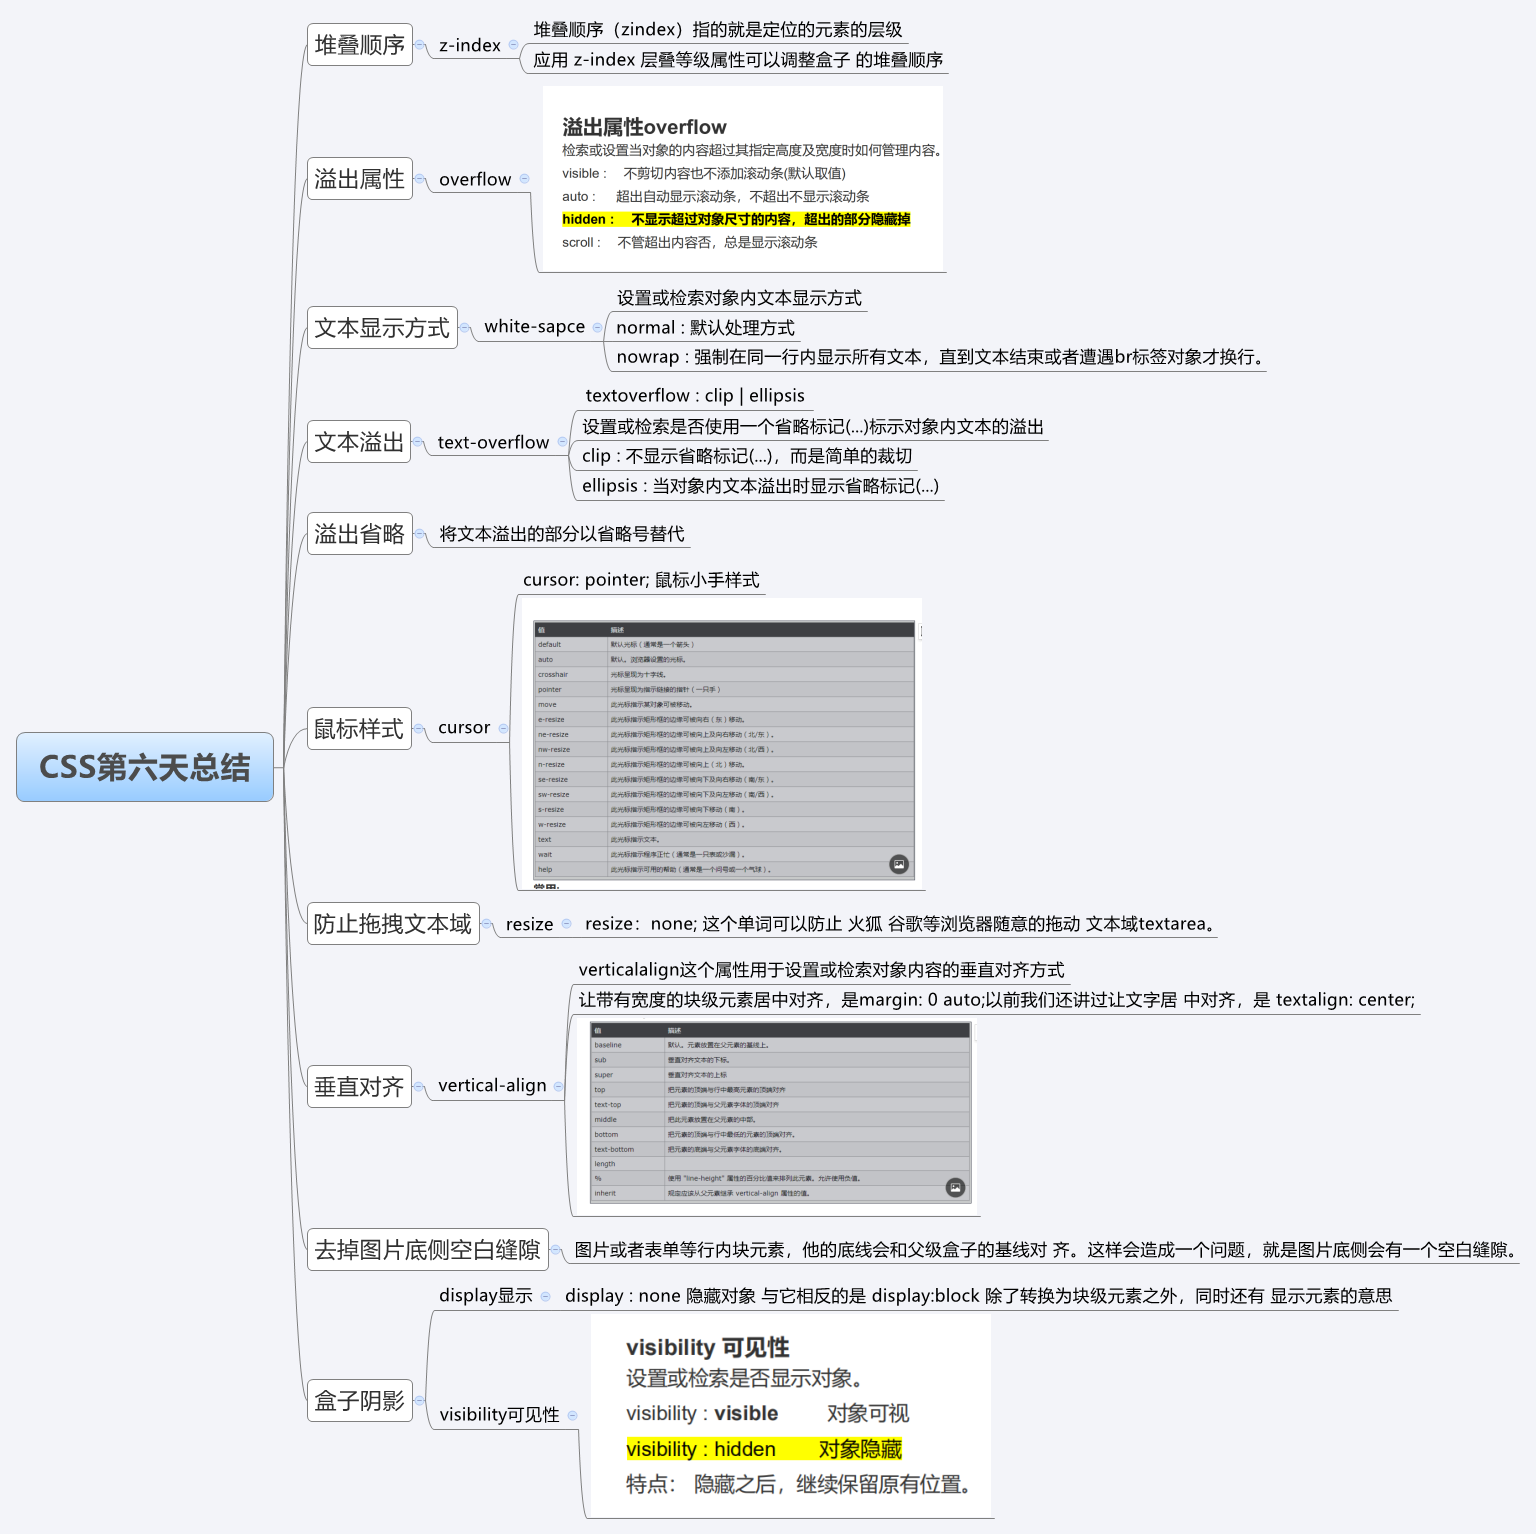 CSS第六天总结
堆叠顺序
z-index
堆叠顺序（zindex）指的就是定位的元素的层级
应用 z-index 层叠等级属性可以调整盒子 的堆叠顺序
溢出属性
overflow
溢出属性overflow
检索或设置当对象的内容超过其指定高度及宽度时如何管理内容。
visible : 不剪切内容也不添加滚动条(默认取值)
auto : 超出自动显示滚动条，不超出不显示滚动条
hidden : 不显示超过对象尺寸的内容，超出的部分隐藏掉
scroll : 不管超出内容否，总是显示滚动条
文本显示方式
white-sapce
设置或检索对象内文本显示方式
normal : 默认处理方式
nowrap : 强制在同一行内显示所有文本，直到文本结束或者遭遇br标签对象才换行。
文本溢出
text-overflow
textoverflow : clip | ellipsis
设置或检索是否使用一个省略标记(...)标示对象内文本的溢出
clip : 不显示省略标记(...)，而是简单的裁切
ellipsis : 当对象内文本溢出时显示省略标记(...)
溢出省略
将文本溢出的部分以省略号替代
鼠标样式
cursor
cursor: pointer; 鼠标小手样式
值 描述
default 默认光标（通常是一个箭头）
auto 默认。浏览器设置的光标。
crosshair 光标呈现为十字线。
pointer 光标呈现为指示链接的指针（一只手）
move 此光标指示某对象可被移动。
e-resize 此光标指示矩形框的边缘可被向右（东）移动。
ne-resize 此光标指示矩形框的边缘可被向上及向右移动（北/东）。
nw-resize 此光标指示矩形框的边缘可被向上及向左移动（北/西）。
n-resize 此光标指示矩形框的边缘可被向上（北）移动。
se-resize 此光标指示矩形框的边缘可被向下及向右移动（南/东）。
sw-resize 此光标指示矩形框的边缘可被向下及向左移动（南/西）。
s-resize 此光标指示矩形框的边缘可被向下移动（南）。
w-resize 此光标指示矩形框的边缘可被向左移动（西）。
text 此光标指示文本。
wait 此光标指示程序正忙（通常是一只表或沙漏）。
help 此光标指示可用的帮助（通常是一个问号或一个气球）。
防止拖拽文本域
resize
resize：none; 这个单词可以防止 火狐 谷歌等浏览器随意的拖动 文本域textarea。
垂直对齐
vertical-align
verticalalign这个属性用于设置或检索对象内容的垂直对齐方式
让带有宽度的块级元素居中对齐，是margin: 0 auto;以前我们还讲过让文字居 中对齐，是 textalign: center;
值 描述
baseline 默认。元素放置在父元素的基线上。
sub 垂直对齐文本的下标。
super 垂直对齐文本的上标
top 把元素的顶端与行中最高元素的顶端对齐
text-top 把元素的顶端与父元素字体的顶端对齐
middle 把此元素放置在父元素的中部。
bottom 把元素的顶端与行中最低的元素的顶端对齐。
text-bottom 把元素的底端与父元素字体的底端对齐。
length
% 使用 "line-height" 属性的百分比值来排列此元素。允许使用负值。
inherit 规定应该从父元素继承 vertical-align 属性的值。
去掉图片底侧空白缝隙
图片或者表单等行内块元素，他的底线会和父级盒子的基线对 齐。这样会造成一个问题，就是图片底侧会有一个空白缝隙。
盒子阴影
display显示
display : none 隐藏对象 与它相反的是 display:block 除了转换为块级元素之外，同时还有 显示元素的意思
visibility可见性
visibility 可见性
设置或检索是否显示对象。
visibility : visible 对象可视
visibility : hidden 对象隐藏
特点： 隐藏之后，继续保留原有位置。